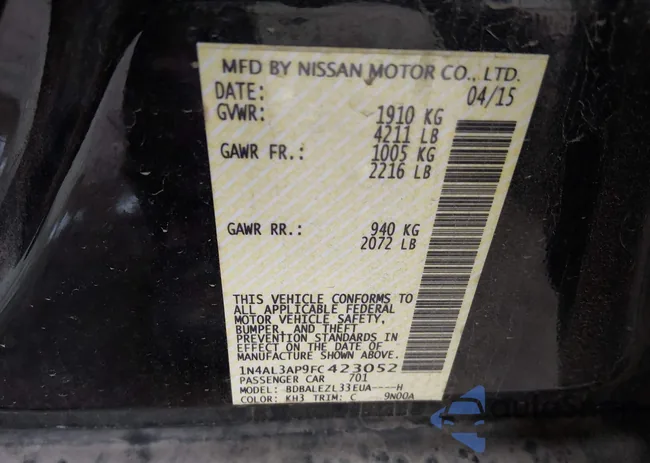 MFD BY NISSAN MOTOR CO., LTD.
DATE: 04/15
GVWR: 1910 KG
4211 LB
GAWR FR.: 1005 KG
2216 LB
GAWR RR.: 940 KG
2072 LB
THIS VEHICLE CONFORMS TO
ALL APPLICABLE FEDERAL
MOTOR VEHICLE SAFETY,
BUMPER, AND THEFT
PREVENTION STANDARDS IN
EFFECT ON THE DATE OF
MANUFACTURE SHOWN ABOVE.
1N4AL3AP9FC423052
PASSENGER CAR 701
MODEL: BDBALEZL33EUA----H
COLOR: KH3 TRIM: C 9N00A